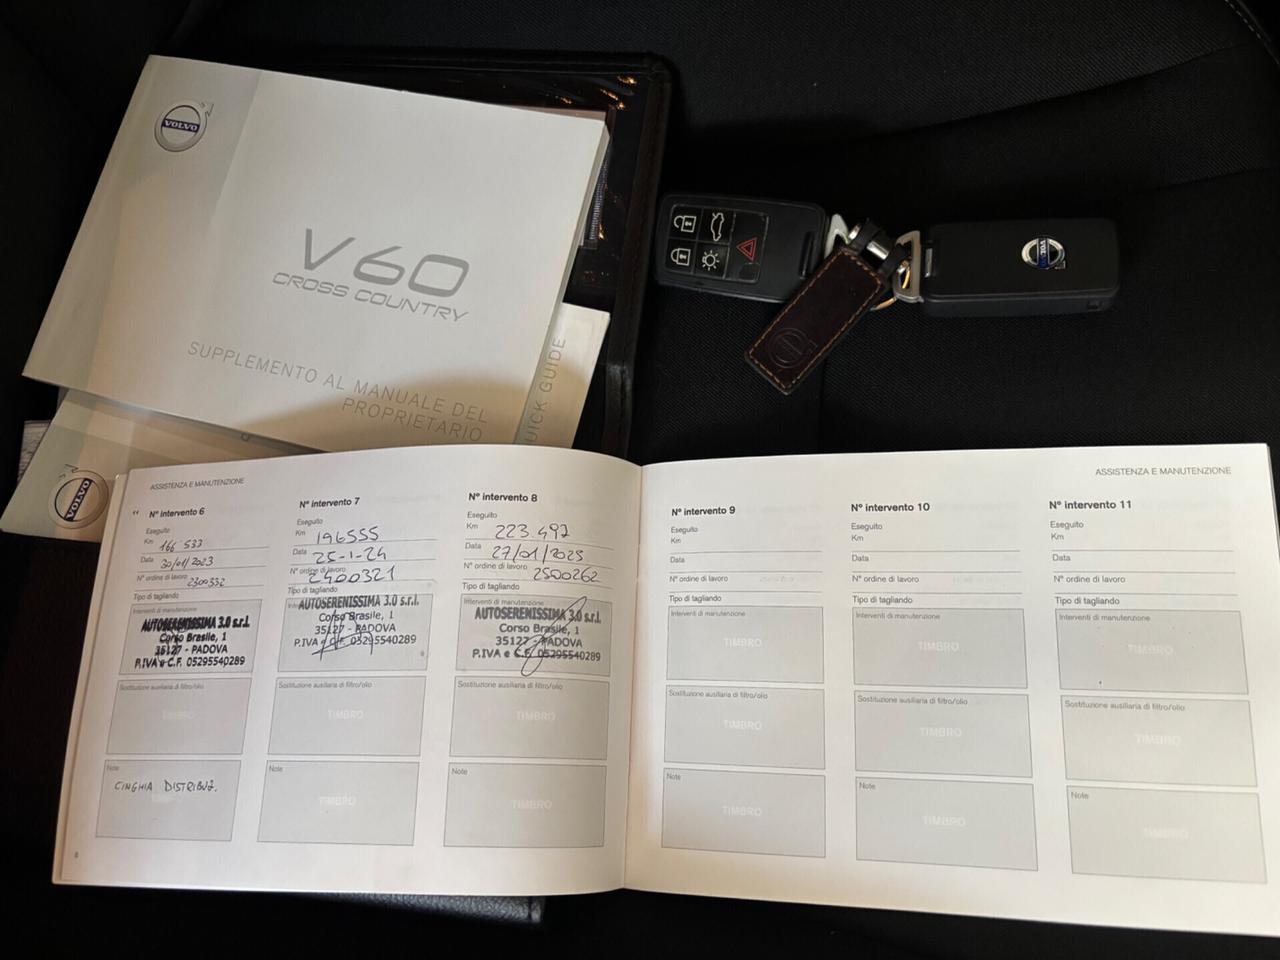 VOLVO
V60
CROSS COUNTRY
SUPPLEMENTO AL MANUALE DEL
PROPRIETARIO
QUICK GUIDE
VOLVO
VOLVO
ASSISTENZA E MANUTENZIONE
N° intervento 6
Eseguito
Km 166 533
Data 30/01/2023
N° ordine di lavoro 2300332
Tipo di tagliando
Interventi di manutenzione
AUTOSERENISSIMA 3.0 s.r.l.
Corso Brasile, 1
35127 - PADOVA
P.IVA e C.F. 05295540289
Sostituzione ausiliaria di filtro/olio
TIMBRO
Note
CINGHIA DISTRIBUZ.
N° intervento 7
Eseguito
Km 196555
Data 25-1-24
N° ordine di lavoro 2400321
Tipo di tagliando
AUTOSERENISSIMA 3.0 s.r.l.
Corso Brasile, 1
35127 - PADOVA
P.IVA e C.F. 05295540289
Sostituzione ausiliaria di filtro/olio
TIMBRO
Note
TIMBRO
N° intervento 8
Eseguito
Km 223.497
Data 27/01/2025
N° ordine di lavoro 2500262
Tipo di tagliando
Interventi di manutenzione
AUTOSERENISSIMA 3.0 s.r.l.
Corso Brasile, 1
35127 - PADOVA
P.IVA e C.F. 05295540289
Sostituzione ausiliaria di filtro/olio
TIMBRO
Note
TIMBRO
8
ASSISTENZA E MANUTENZIONE
N° intervento 9
Eseguito
Km
Data
N° ordine di lavoro
Tipo di tagliando
Interventi di manutenzione
TIMBRO
Sostituzione ausiliaria di filtro/olio
TIMBRO
Note
TIMBRO
N° intervento 10
Eseguito
Km
Data
N° ordine di lavoro
Tipo di tagliando
Interventi di manutenzione
TIMBRO
Sostituzione ausiliaria di filtro/olio
TIMBRO
Note
TIMBRO
N° intervento 11
Eseguito
Km
Data
N° ordine di lavoro
Tipo di tagliando
Interventi di manutenzione
TIMBRO
Sostituzione ausiliaria di filtro/olio
TIMBRO
Note
TIMBRO